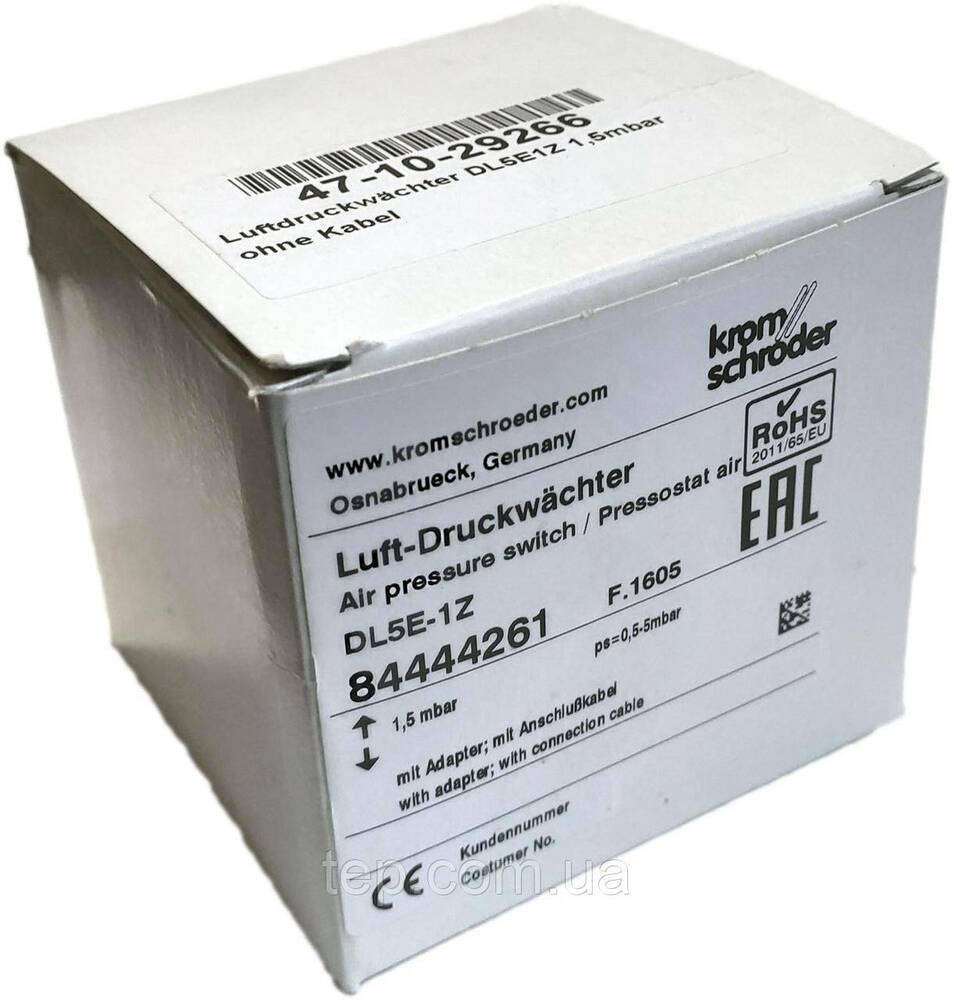 47-10-29266
Luftdruckwächter DL5E1Z 1,5mbar
ohne Kabel
krom//
schröder
www.kromschroeder.com
Osnabrueck, Germany
RoHS
2011/65/EU
EAC
Luft-Druckwächter
Air pressure switch / Pressostat air
DL5E-1Z
F.1605
84444261
ps=0,5-5mbar
1,5 mbar
mit Adapter; mit Anschlußkabel
with adapter; with connection cable
CE
Kundennummer
Costumer No.
tep.com.ua